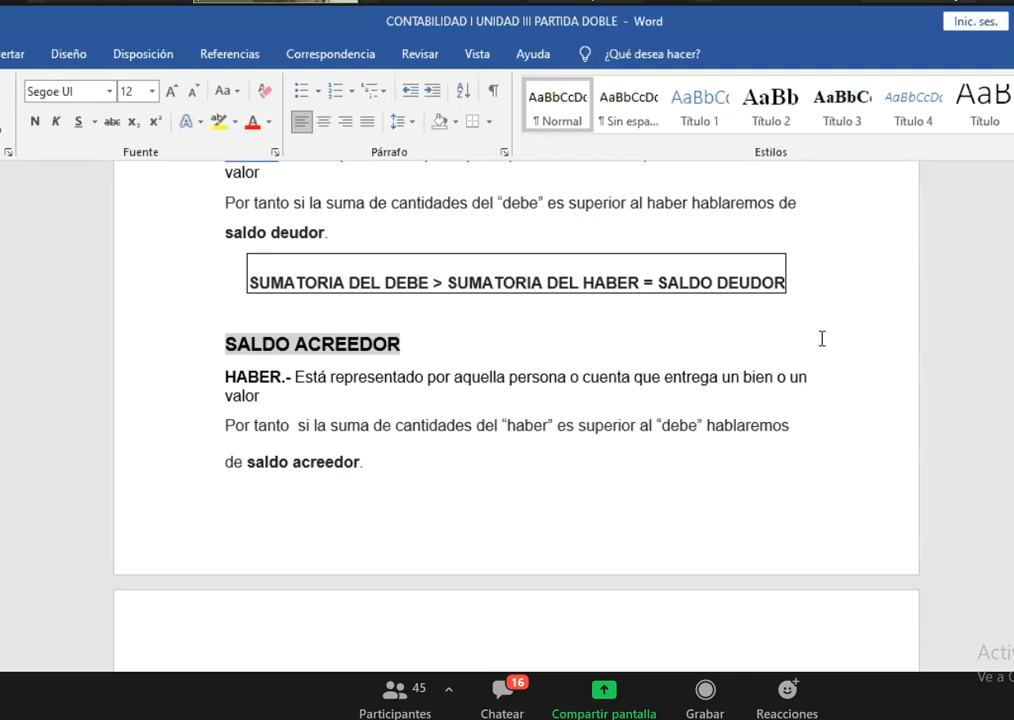 CONTABILIDAD I UNIDAD III PARTIDA DOBLE - Word
Inic. ses.
ertar Diseño Disposición Referencias Correspondencia Revisar Vista Ayuda ¿Qué desea hacer?
Segoe UI 12 A A Aa
AaBbCcDc AaBbCcDc AaBbCc AaBb AaBbC AaBbCcDc AaB
N K S abc x₂ x² A A
¶ Normal ¶ Sin espa... Título 1 Título 2 Título 3 Título 4 Título
Fuente Párrafo Estilos
valor
Por tanto si la suma de cantidades del “debe” es superior al haber hablaremos de
saldo deudor.
SUMATORIA DEL DEBE > SUMATORIA DEL HABER = SALDO DEUDOR
SALDO ACREEDOR
HABER.- Está representado por aquella persona o cuenta que entrega un bien o un
valor
Por tanto si la suma de cantidades del “haber” es superior al “debe” hablaremos
de saldo acreedor.
Acti
Ve a C
45 16
Participantes Chatear Compartir pantalla Grabar Reacciones